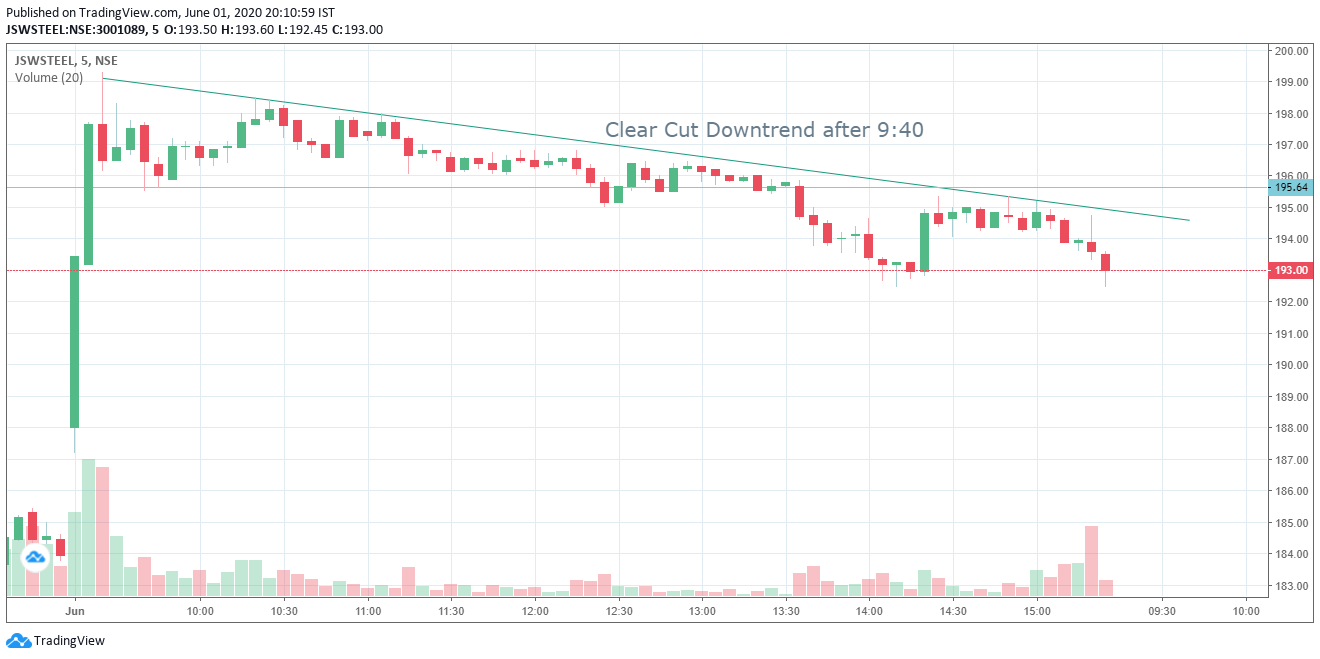 Published on TradingView.com, June 01, 2020 20:10:59 IST
JSWSTEEL:NSE:3001089, 5 O:193.50 H:193.60 L:192.45 C:193.00
JSWSTEEL, 5, NSE
Volume (20)
Clear Cut Downtrend after 9:40
200.00
199.00
198.00
197.00
196.00
195.64
195.00
194.00
193.00
192.00
191.00
190.00
189.00
188.00
187.00
186.00
185.00
184.00
183.00
Jun 10:00 10:30 11:00 11:30 12:00 12:30 13:00 13:30 14:00 14:30 15:00 09:30 10:00
TradingView